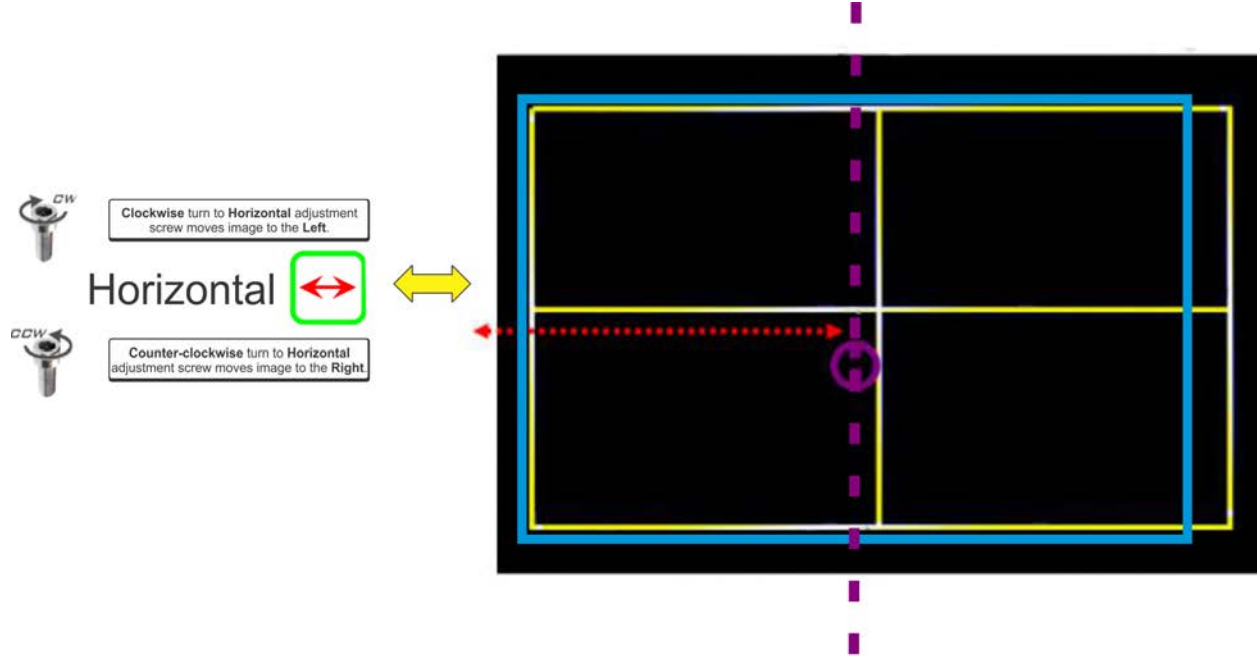 CW
Clockwise turn to Horizontal adjustment
screw moves image to the Left.
Horizontal
CCW
Counter-clockwise turn to Horizontal
adjustment screw moves image to the Right.